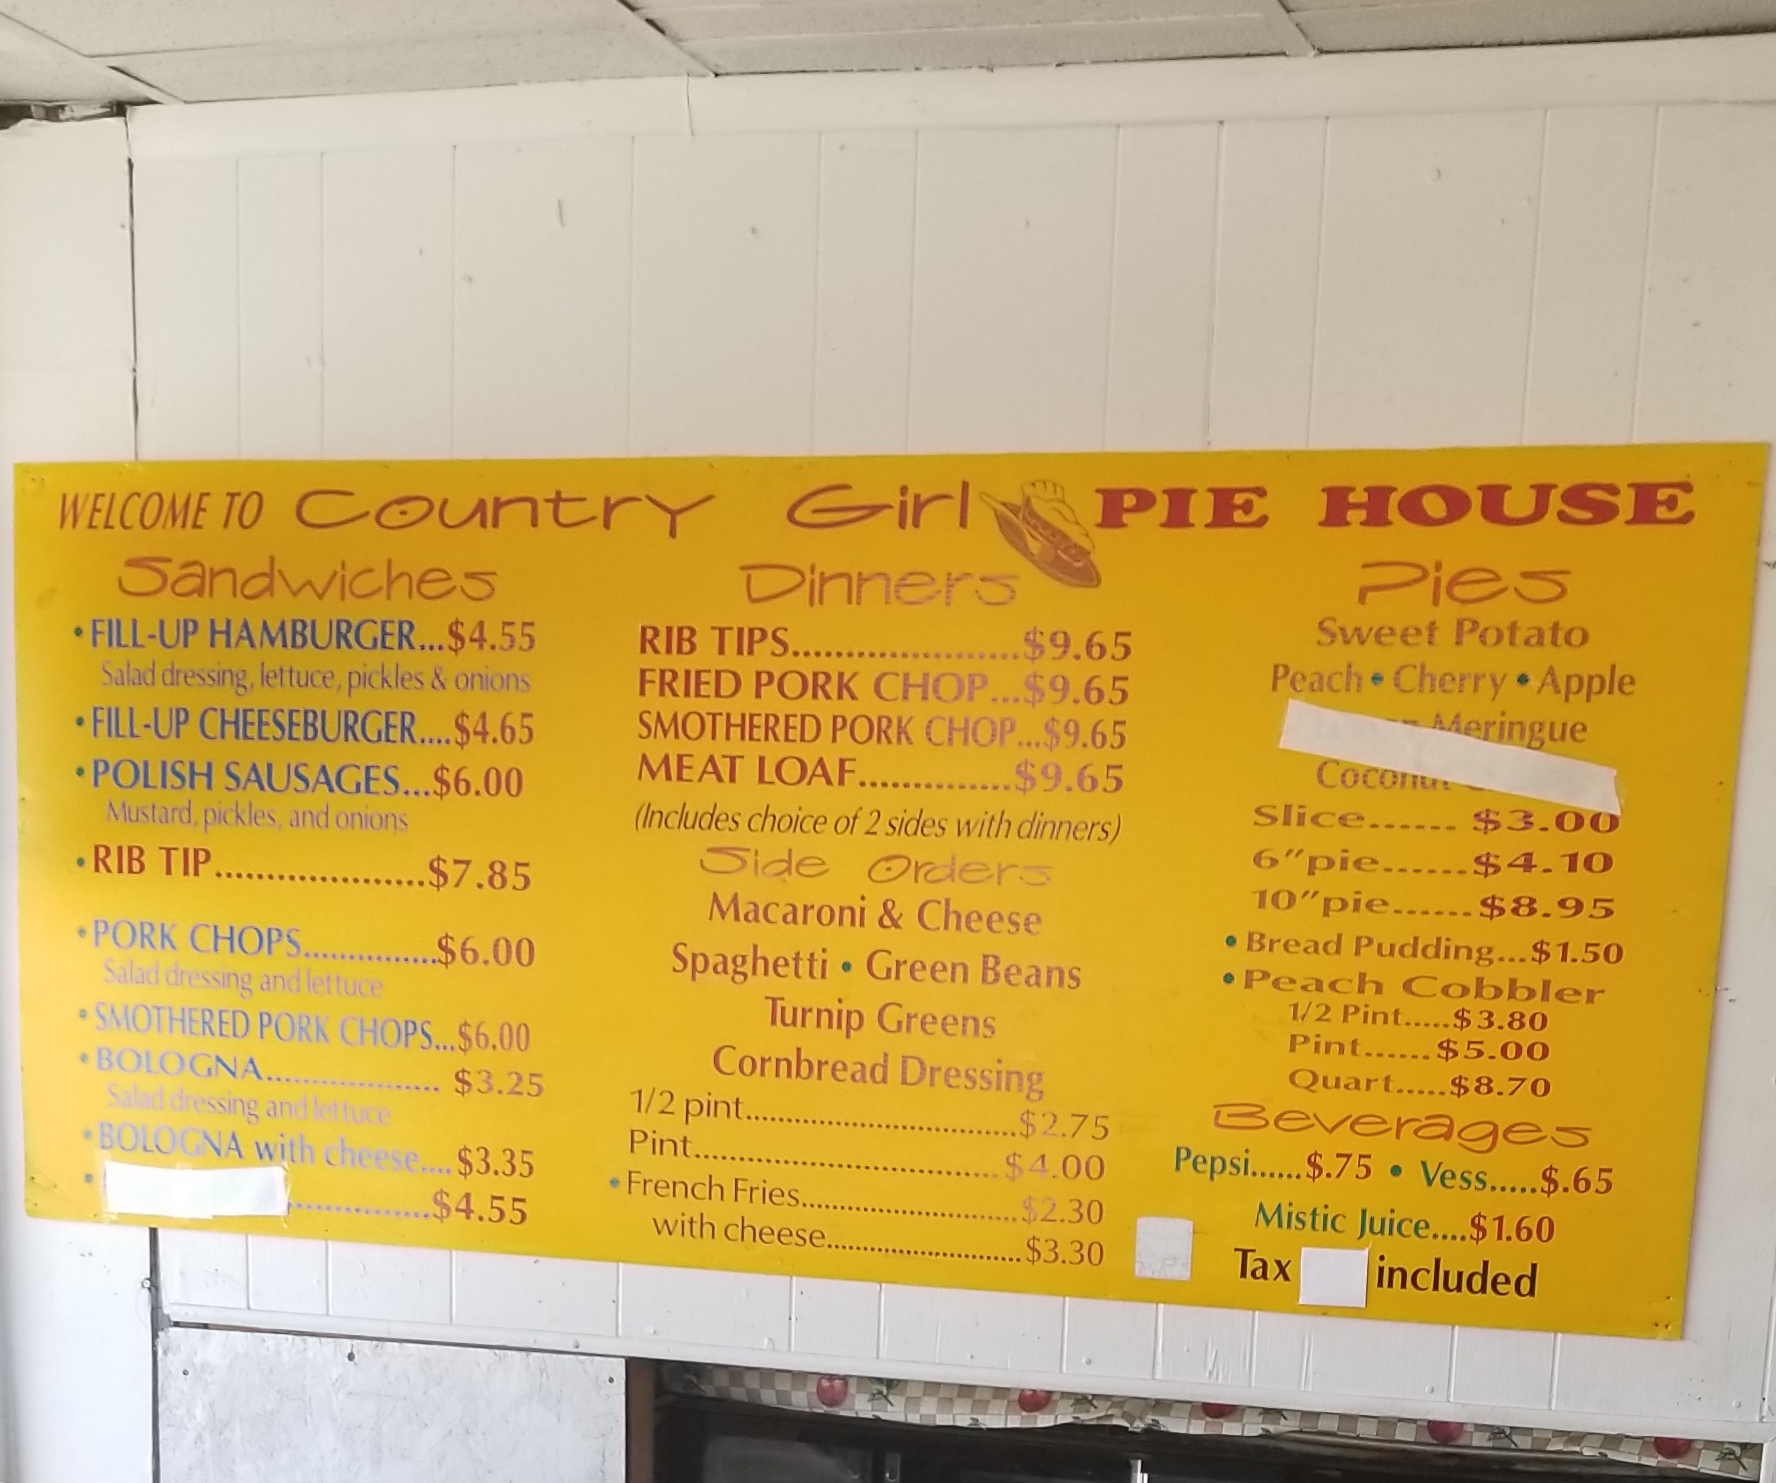 WELCOME TO Country Girl PIE HOUSE
Sandwiches
• FILL-UP HAMBURGER...$4.55
Salad dressing, lettuce, pickles & onions
• FILL-UP CHEESEBURGER....$4.65
• POLISH SAUSAGES...$6.00
Mustard, pickles, and onions
• RIB TIP....................$7.85
• PORK CHOPS...............$6.00
Salad dressing and lettuce
• SMOTHERED PORK CHOPS...$6.00
• BOLOGNA.................. $3.25
Salad dressing and lettuce
• BOLOGNA with cheese.... $3.35
• ...............$4.55
Dinners
RIB TIPS......................$9.65
FRIED PORK CHOP...$9.65
SMOTHERED PORK CHOP...$9.65
MEAT LOAF...............$9.65
(Includes choice of 2 sides with dinners)
Side Orders
Macaroni & Cheese
Spaghetti • Green Beans
Turnip Greens
Cornbread Dressing
1/2 pint...................................$2.75
Pint.......................................$4.00
• French Fries............................$2.30
with cheese.........................$3.30
Pies
Sweet Potato
Peach • Cherry • Apple
Meringue
Coconut
Slice...... $3.00
6"pie......$4.10
10"pie......$8.95
• Bread Pudding...$1.50
• Peach Cobbler
1/2 Pint.....$3.80
Pint......$5.00
Quart.....$8.70
Beverages
Pepsi......$.75 • Vess.....$.65
Mistic Juice....$1.60
Tax included